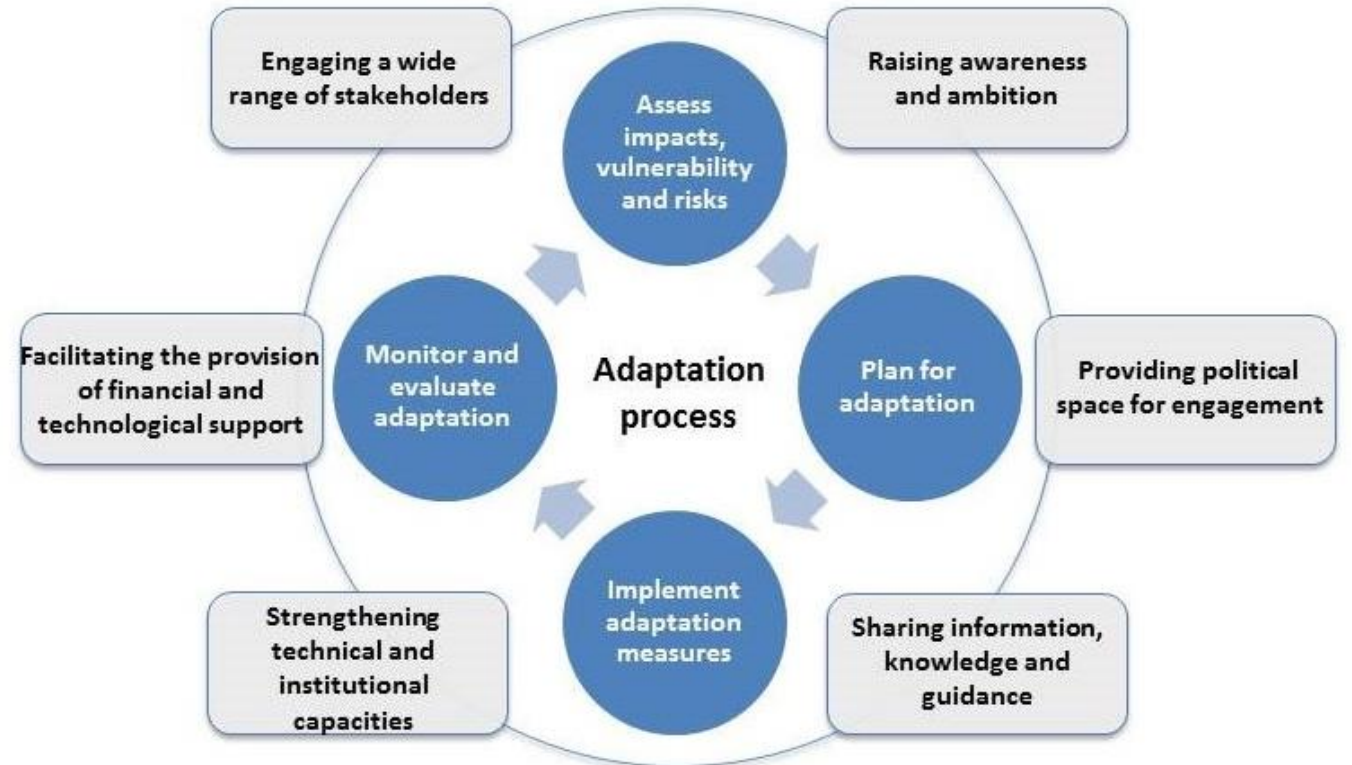 Engaging a wide
range of stakeholders
Raising awareness
and ambition
Assess
impacts,
vulnerability
and risks
Facilitating the provision
of financial and
technological support
Monitor and
evaluate
adaptation
Adaptation
process
Plan for
adaptation
Providing political
space for engagement
Strengthening
technical and
institutional
capacities
Implement
adaptation
measures
Sharing information,
knowledge and
guidance